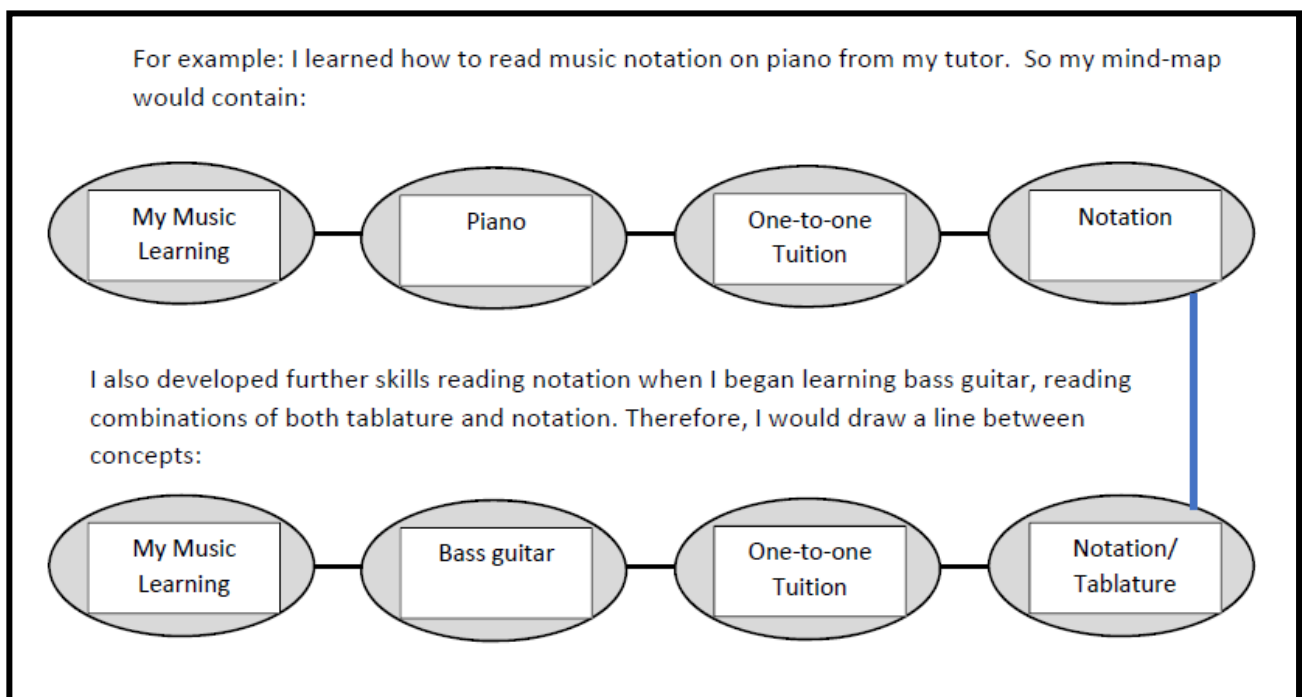 For example: I learned how to read music notation on piano from my tutor.  So my mind-map
would contain:
My Music
Learning
Piano
One-to-one
Tuition
Notation
I also developed further skills reading notation when I began learning bass guitar, reading
combinations of both tablature and notation. Therefore, I would draw a line between
concepts:
My Music
Learning
Bass guitar
One-to-one
Tuition
Notation/
Tablature